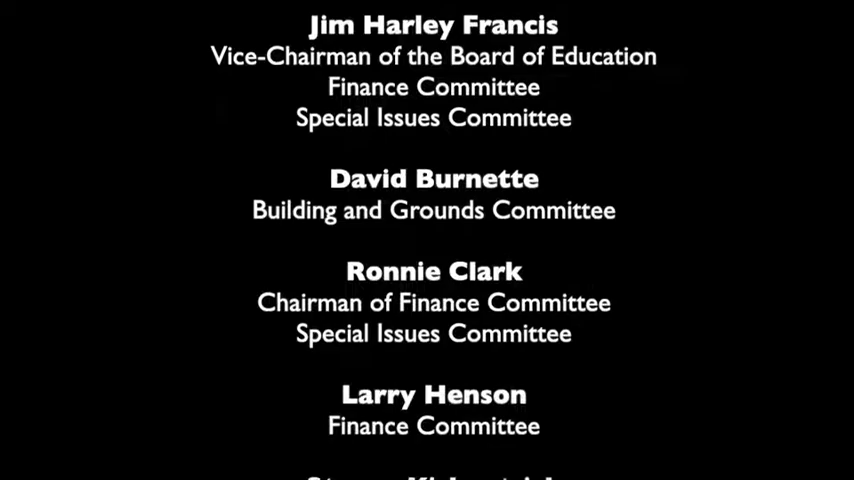 Jim Harley Francis
Vice-Chairman of the Board of Education
Finance Committee
Special Issues Committee
David Burnette
Building and Grounds Committee
Ronnie Clark
Chairman of Finance Committee
Special Issues Committee
Larry Henson
Finance Committee